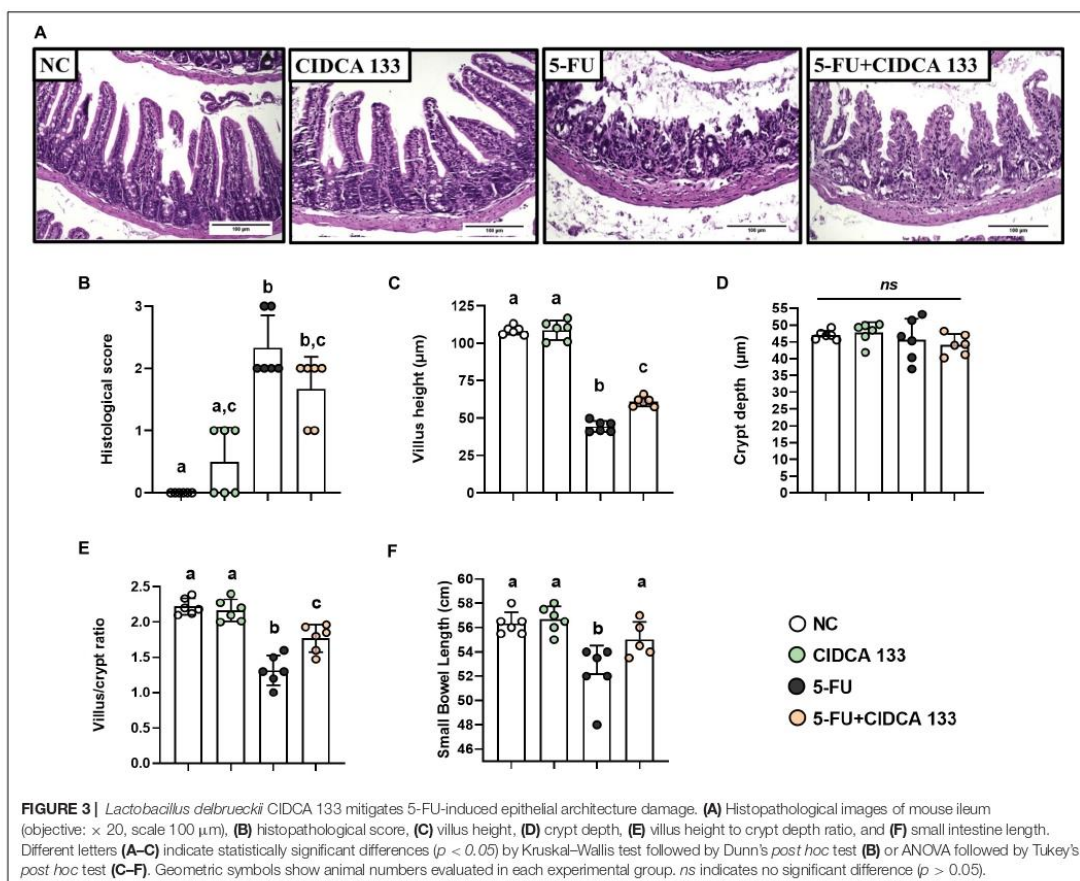 A
NC
CIDCA 133
5-FU
5-FU+CIDCA 133
100 µm
100 µm
100 µm
100 µm
B
Histological score
3
2
1
0
a
a,c
b
b,c
C
Villus height (µm)
125
100
75
50
25
0
a
a
b
c
D
Crypt depth (µm)
55
50
45
40
35
30
25
20
15
10
5
0
ns
E
Villus/crypt ratio
2.5
2.0
1.5
1.0
0.5
0.0
a
a
b
c
F
Small Bowel Length (cm)
60
58
56
54
52
50
48
46
a
a
b
a
NC
CIDCA 133
5-FU
5-FU+CIDCA 133
FIGURE 3 | Lactobacillus delbrueckii CIDCA 133 mitigates 5-FU-induced epithelial architecture damage. (A) Histopathological images of mouse ileum
(objective: × 20, scale 100 µm), (B) histopathological score, (C) villus height, (D) crypt depth, (E) villus height to crypt depth ratio, and (F) small intestine length.
Different letters (A–C) indicate statistically significant differences (p < 0.05) by Kruskal–Wallis test followed by Dunn's post hoc test (B) or ANOVA followed by Tukey's
post hoc test (C–F). Geometric symbols show animal numbers evaluated in each experimental group. ns indicates no significant difference (p > 0.05).